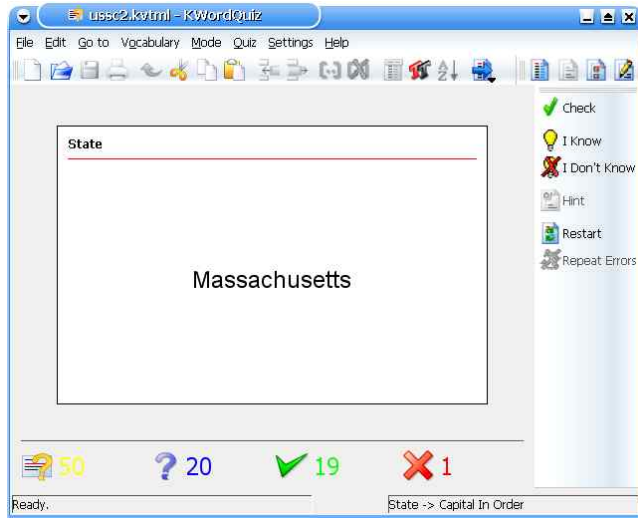 ussc2.kvtml - KWordQuiz
File Edit Go to Vocabulary Mode Quiz Settings Help
Check
State
I Know
I Don't Know
Hint
Restart
Repeat Errors
Massachusetts
50 20 19 1
Ready. State -> Capital In Order